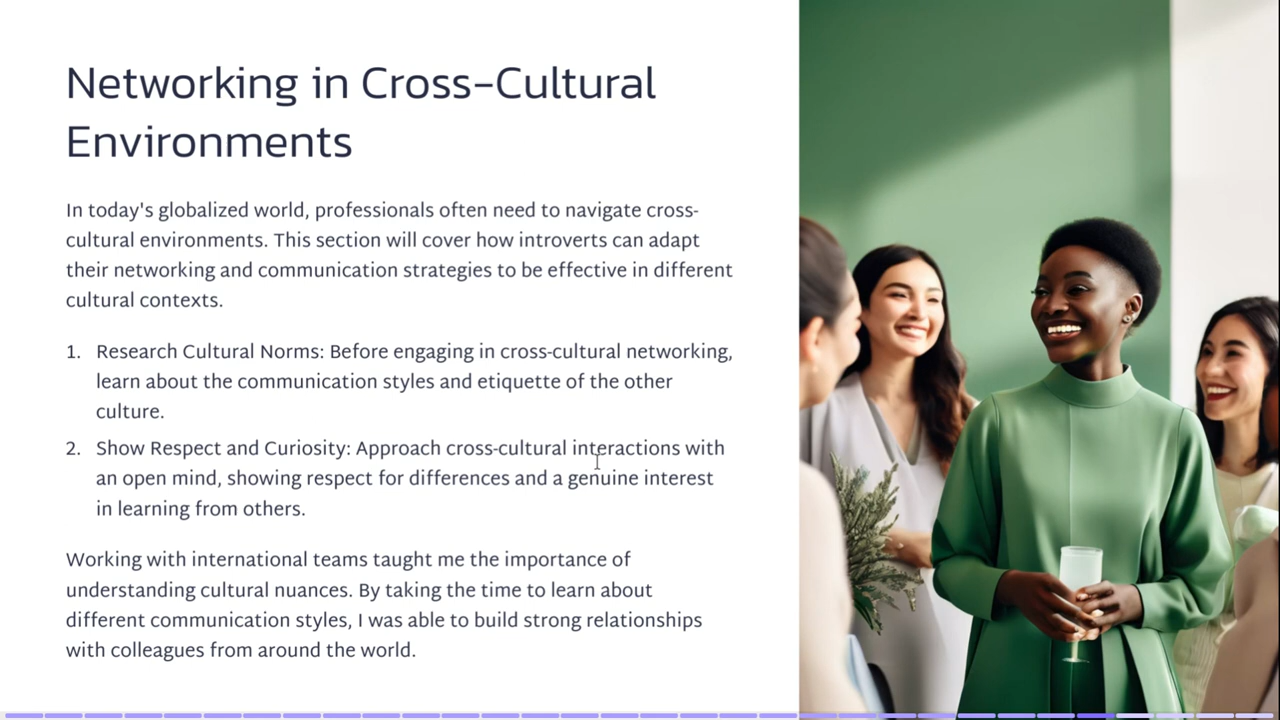 Networking in Cross-Cultural
Environments
In today's globalized world, professionals often need to navigate cross-
cultural environments. This section will cover how introverts can adapt
their networking and communication strategies to be effective in different
cultural contexts.
1. Research Cultural Norms: Before engaging in cross-cultural networking,
learn about the communication styles and etiquette of the other
culture.
2. Show Respect and Curiosity: Approach cross-cultural interactions with
an open mind, showing respect for differences and a genuine interest
in learning from others.
Working with international teams taught me the importance of
understanding cultural nuances. By taking the time to learn about
different communication styles, I was able to build strong relationships
with colleagues from around the world.